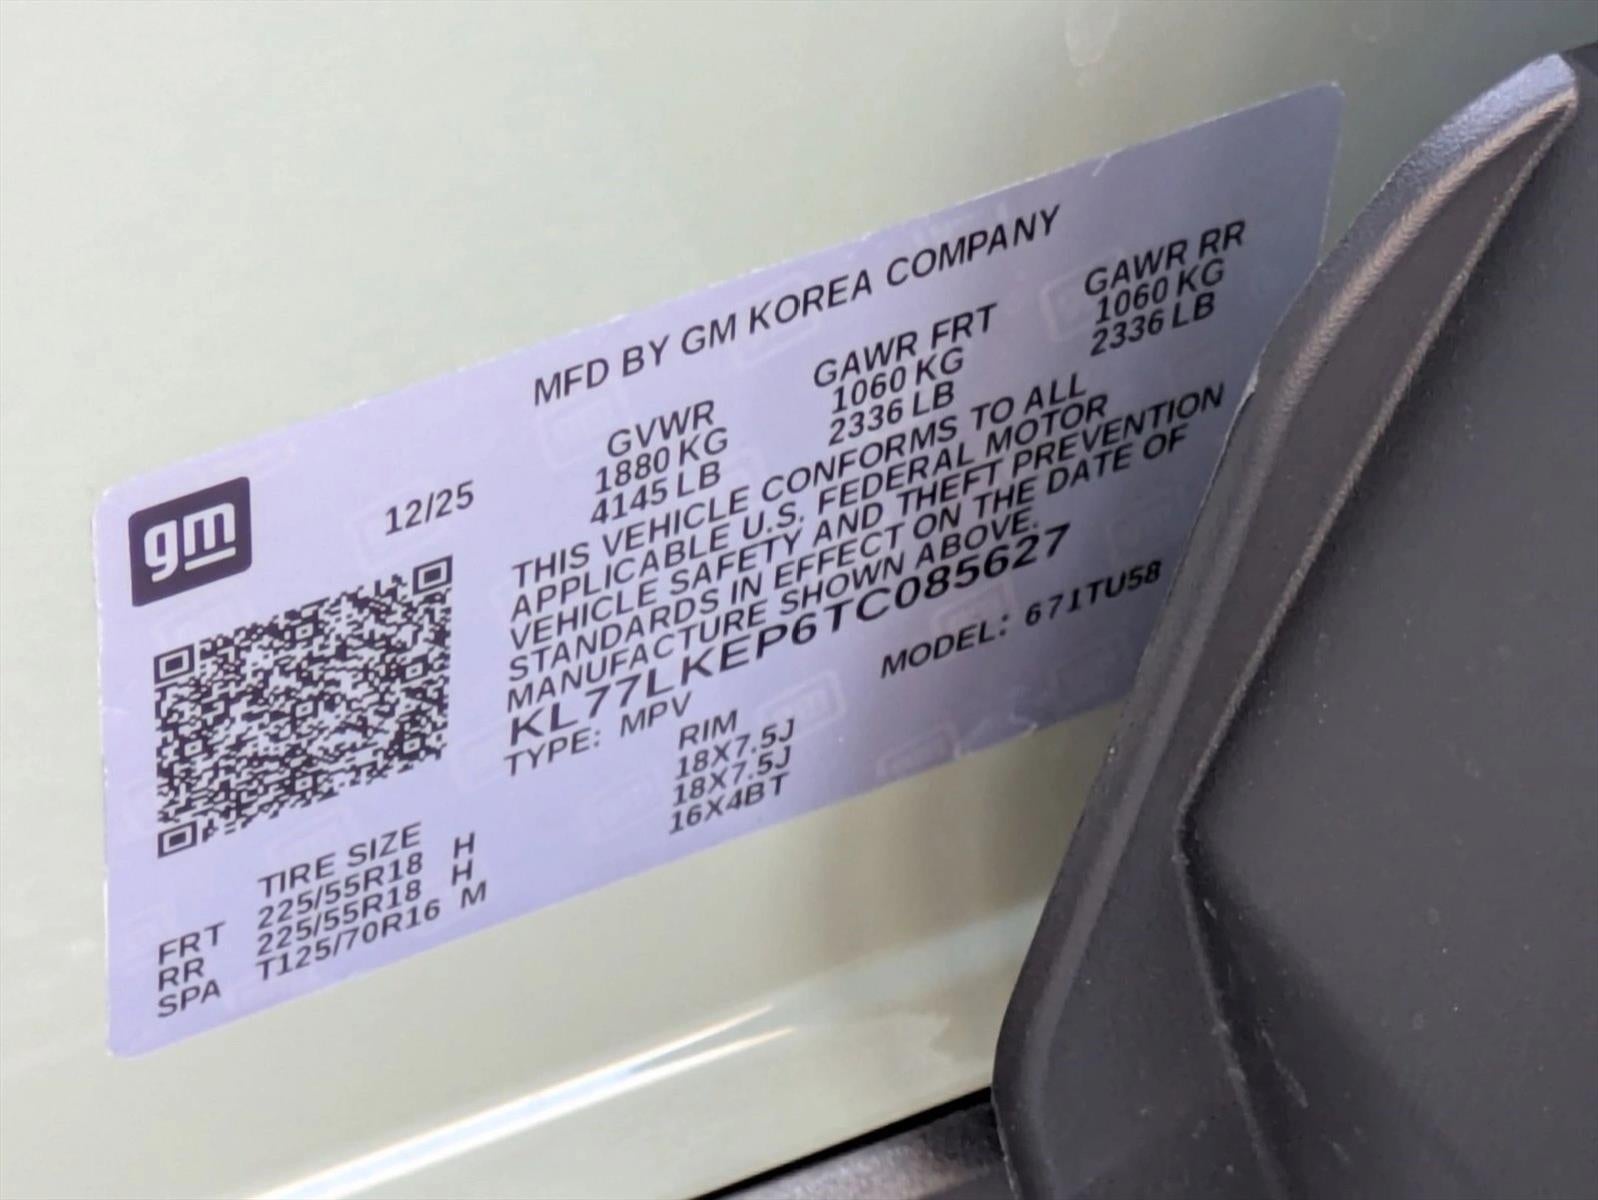 MFD BY GM KOREA COMPANY
gm
12/25
GVWR GAWR FRT GAWR RR
1880 KG 1060 KG 1060 KG
4145 LB 2336 LB 2336 LB
THIS VEHICLE CONFORMS TO ALL
APPLICABLE U.S. FEDERAL MOTOR
VEHICLE SAFETY AND THEFT PREVENTION
STANDARDS IN EFFECT ON THE DATE OF
MANUFACTURE SHOWN ABOVE.
KL77LKEP6TC085627
TYPE: MPV MODEL: 671TU58
TIRE SIZE RIM
FRT 225/55R18 H 18X7.5J
RR 225/55R18 H 18X7.5J
SPA T125/70R16 M 16X4BT